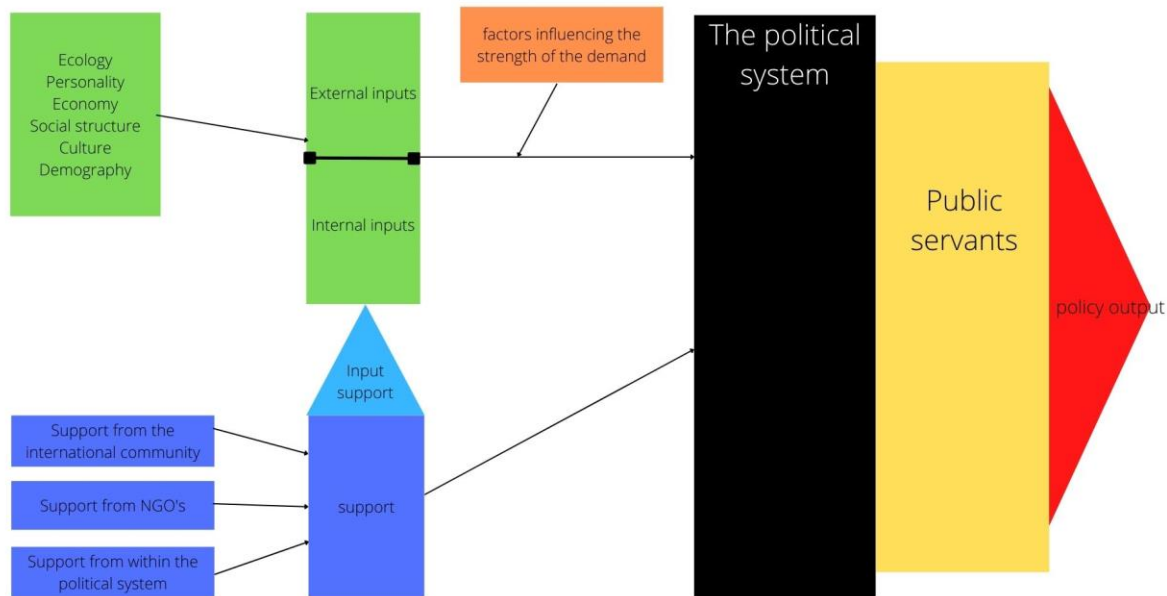 Ecology
Personality
Economy
Social structure
Culture
Demography
External inputs
Internal inputs
factors influencing the
strength of the demand
The political
system
Public
servants
policy output
Input
support
Support from the
international community
Support from NGO's
Support from within the
political system
support